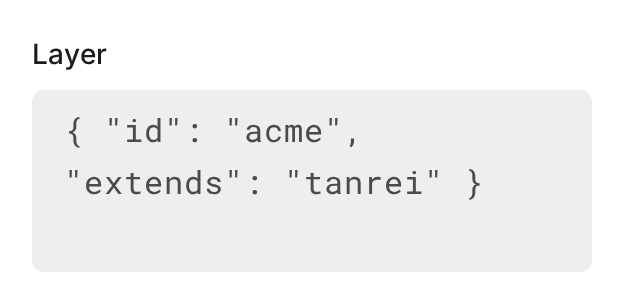 Layer
{ "id": "acme",
"extends": "tanrei" }